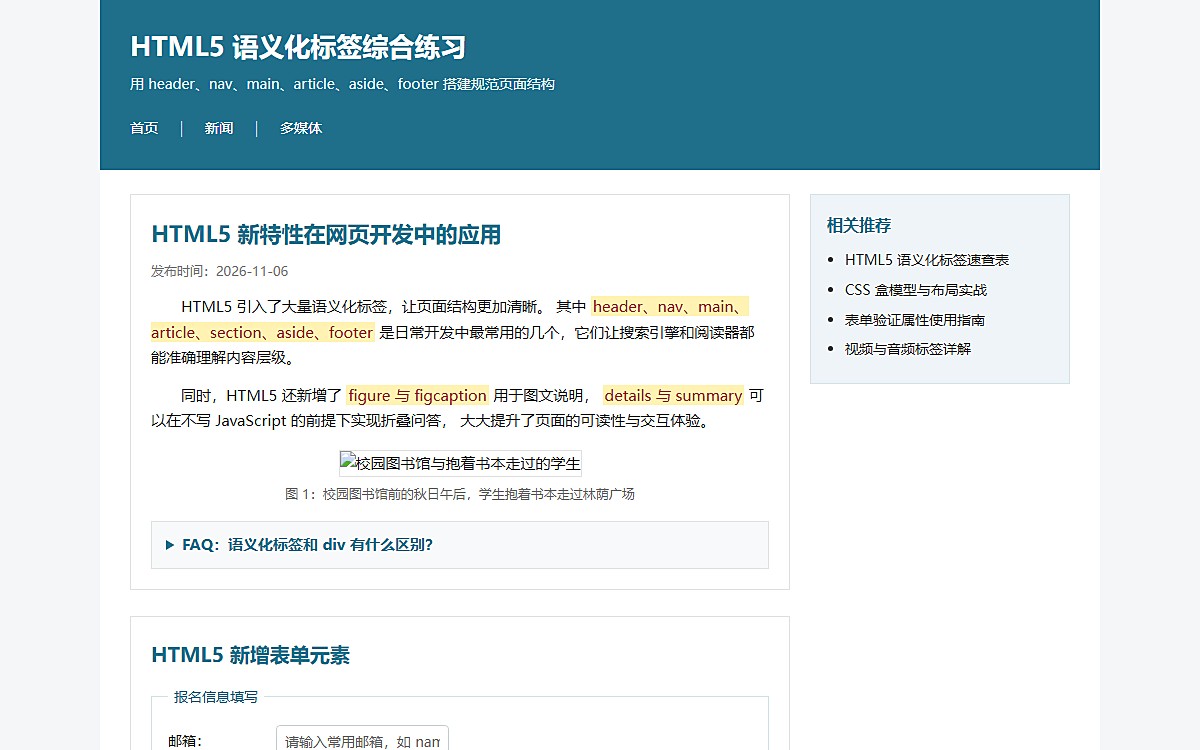 HTML5 语义化标签综合练习
用 header、nav、main、article、aside、footer 搭建规范页面结构
首页 | 新闻 | 多媒体
HTML5 新特性在网页开发中的应用
发布时间：2026-11-06
HTML5 引入了大量语义化标签，让页面结构更加清晰。 其中 header、nav、main、
article、section、aside、footer 是日常开发中最常用的几个，它们让搜索引擎和阅读器都
能准确理解内容层级。
同时，HTML5 还新增了 figure 与 figcaption 用于图文说明， details 与 summary 可
以在不写 JavaScript 的前提下实现折叠问答， 大大提升了页面的可读性与交互体验。
校园图书馆与抱着书本走过的学生
图 1：校园图书馆前的秋日午后，学生抱着书本走过林荫广场
FAQ：语义化标签和 div 有什么区别？
HTML5 新增表单元素
报名信息填写
邮箱：
请输入常用邮箱，如 nam
相关推荐
HTML5 语义化标签速查表
CSS 盒模型与布局实战
表单验证属性使用指南
视频与音频标签详解